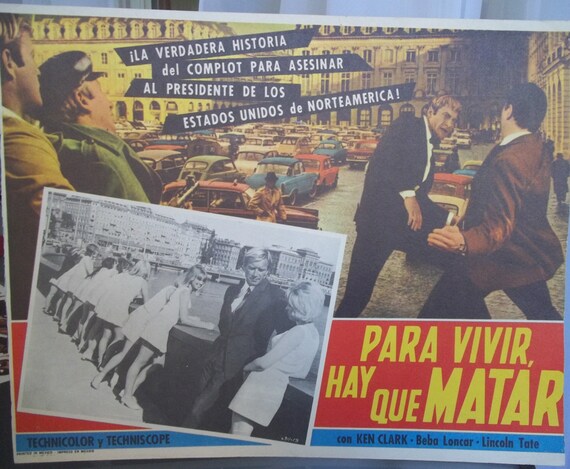 ¡LA VERDADERA HISTORIA
del COMPLOT PARA ASESINAR
AL PRESIDENTE DE LOS
ESTADOS UNIDOS de NORTEAMERICA!
PARA VIVIR,
HAY QUE MATAR
TECHNICOLOR y TECHNISCOPE
con KEN CLARK - Beba Loncar - Lincoln Tate